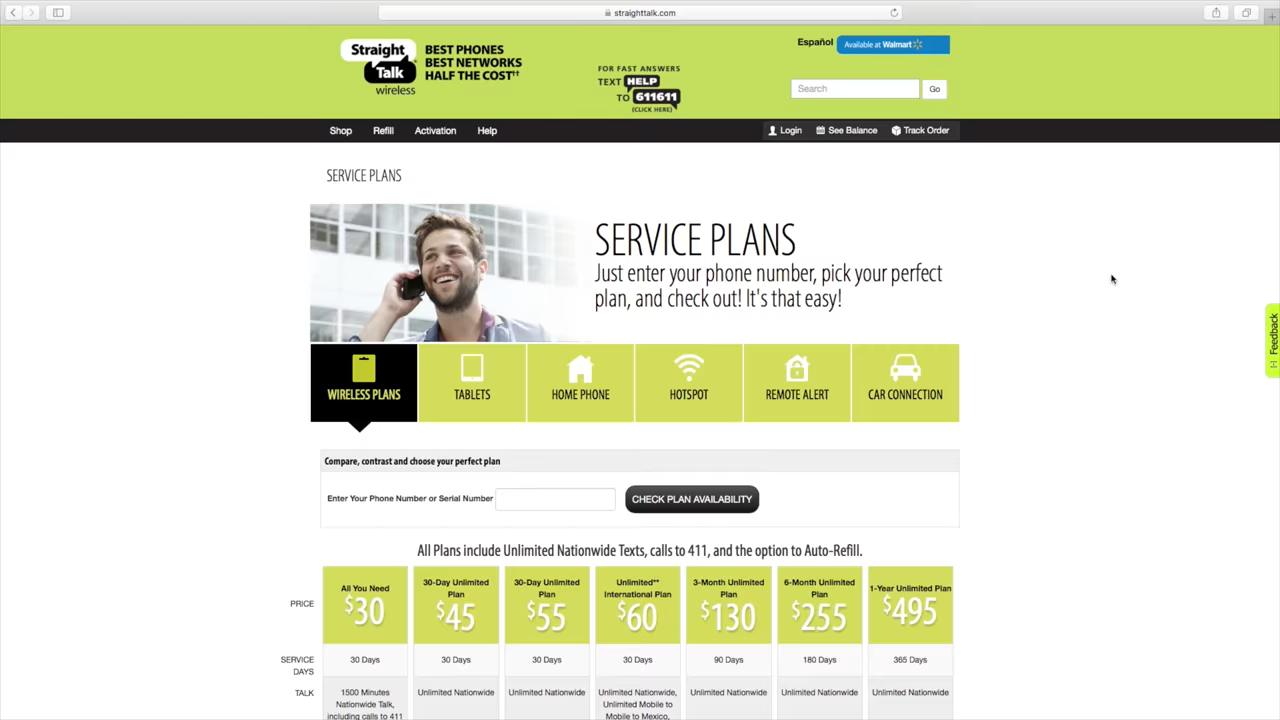 straighttalk.com
Straight
Talk
wireless
BEST PHONES
BEST NETWORKS
HALF THE COST††
FOR FAST ANSWERS
TEXT HELP
TO 611611
(CLICK HERE)
Español
Available at Walmart
Search
Go
Shop
Refill
Activation
Help
Login
See Balance
Track Order
SERVICE PLANS
SERVICE PLANS
Just enter your phone number, pick your perfect
plan, and check out! It's that easy!
WIRELESS PLANS
TABLETS
HOME PHONE
HOTSPOT
REMOTE ALERT
CAR CONNECTION
Feedback
Compare, contrast and choose your perfect plan
Enter Your Phone Number or Serial Number
CHECK PLAN AVAILABILITY
All Plans include Unlimited Nationwide Texts, calls to 411, and the option to Auto-Refill.
PRICE
All You Need
$30
30-Day Unlimited
Plan
$45
30-Day Unlimited
Plan
$55
Unlimited**
International Plan
$60
3-Month Unlimited
Plan
$130
6-Month Unlimited
Plan
$255
1-Year Unlimited Plan
$495
SERVICE
DAYS
30 Days
30 Days
30 Days
30 Days
90 Days
180 Days
365 Days
TALK
1500 Minutes
Nationwide Talk,
including calls to 411
Unlimited Nationwide
Unlimited Nationwide
Unlimited Nationwide,
Unlimited Mobile to
Mobile to Mexico,
Unlimited Nationwide
Unlimited Nationwide
Unlimited Nationwide